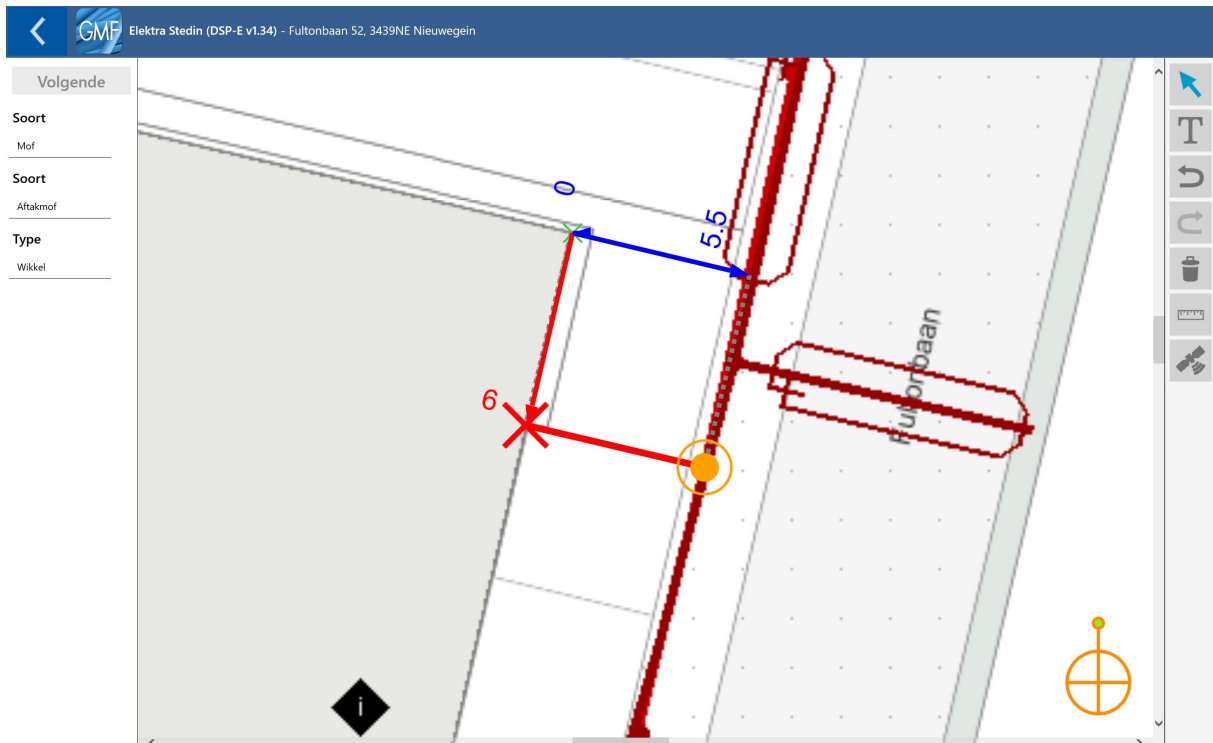 GMF
Elektra Stedin (DSP-E v1.34) - Fultonbaan 52, 3439NE Nieuwegein
Volgende
Soort
Mof
Soort
Aftakmof
Type
Wikkel
0
5.5
6
Fultonbaan
i
T